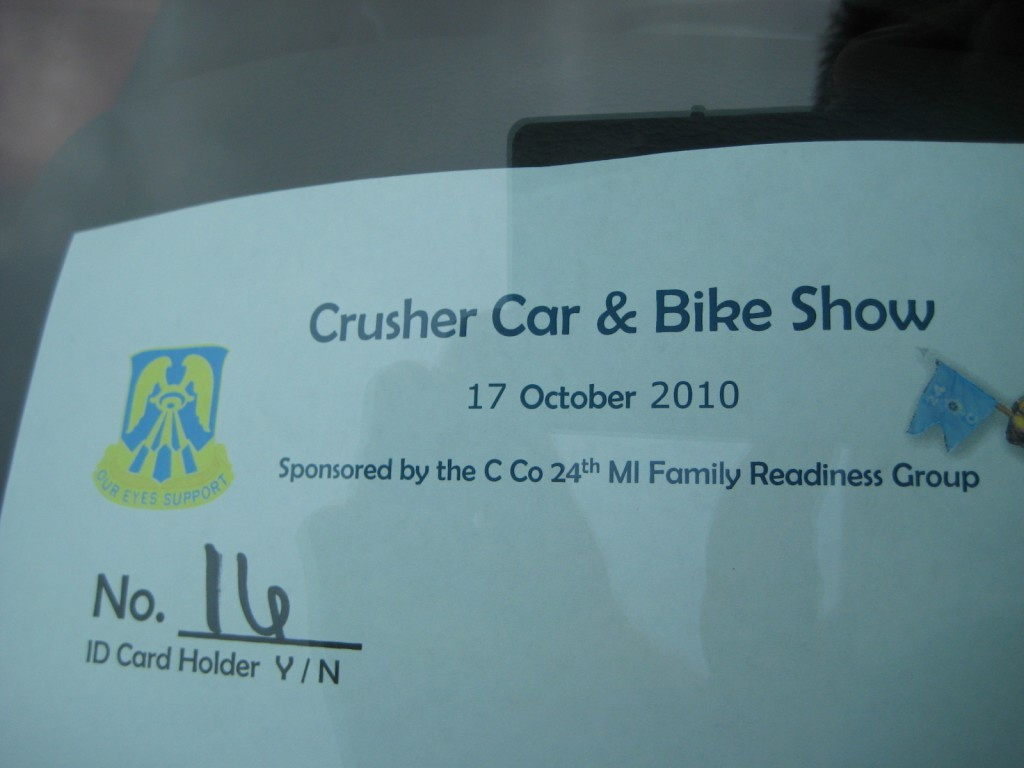 Crusher Car & Bike Show
17 October 2010
Sponsored by the C Co 24th MI Family Readiness Group
OUR EYES SUPPORT
No. 16
ID Card Holder Y / N